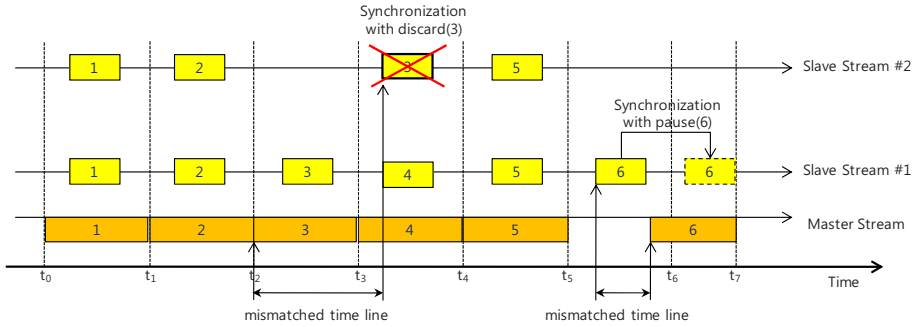 Synchronization
with discard(3)
1 2 3 5 Slave Stream #2
Synchronization
with pause(6)
1 2 3 4 5 6 6 Slave Stream #1
1 2 3 4 5 6 Master Stream
t0 t1 t2 t3 t4 t5 t6 t7 Time
mismatched time line mismatched time line